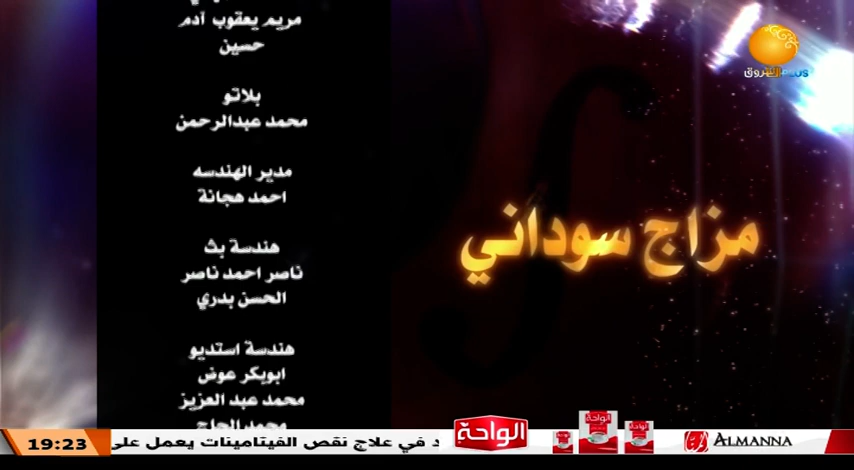 مريم يعقوب آدم
حسين
بلاتو
محمد عبدالرحمن
مدير الهندسه
احمد هجانة
هندسة بث
ناصر احمد ناصر
الحسن بدري
هندسة استديو
ابوبكر عوض
محمد عبد العزيز
محمد الحاج
مزاج سوداني
الشروق
19:23
د في علاج نقص الفيتامينات يعمل على
الواحة
ALMANNA